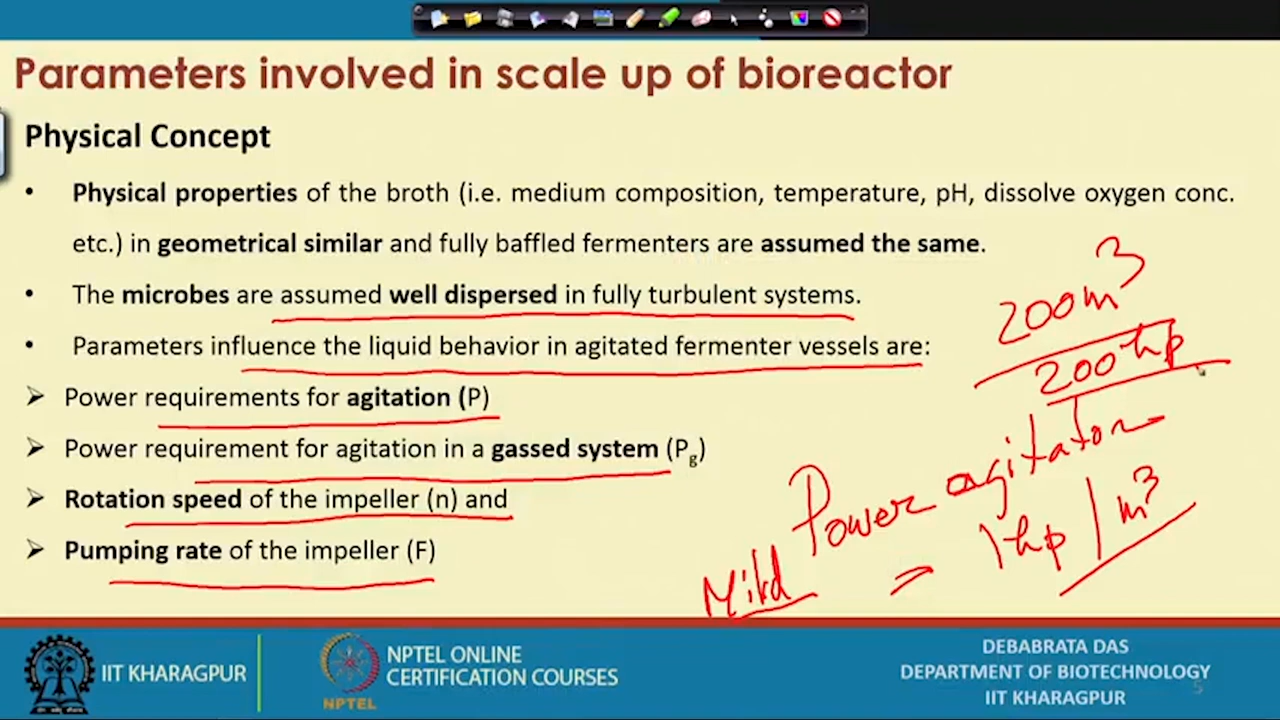 Parameters involved in scale up of bioreactor
Physical Concept
• Physical properties of the broth (i.e. medium composition, temperature, pH, dissolve oxygen conc.
etc.) in geometrical similar and fully baffled fermenters are assumed the same.
• The microbes are assumed well dispersed in fully turbulent systems.
• Parameters influence the liquid behavior in agitated fermenter vessels are:
➢ Power requirements for agitation (P)
➢ Power requirement for agitation in a gassed system (Pg)
➢ Rotation speed of the impeller (n) and
➢ Pumping rate of the impeller (F)
200m³
200 hp
Power agitation
Mild = 1hp / m³
IIT KHARAGPUR
NPTEL
NPTEL ONLINE
CERTIFICATION COURSES
DEBABRATA DAS
DEPARTMENT OF BIOTECHNOLOGY
IIT KHARAGPUR
5